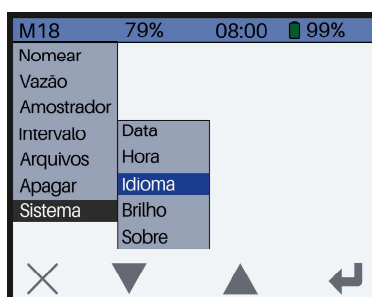 M18 79% 08:00 99%
Nomear
Vazão
Amostrador
Intervalo
Arquivos
Apagar
Sistema
Data
Hora
Idioma
Brilho
Sobre